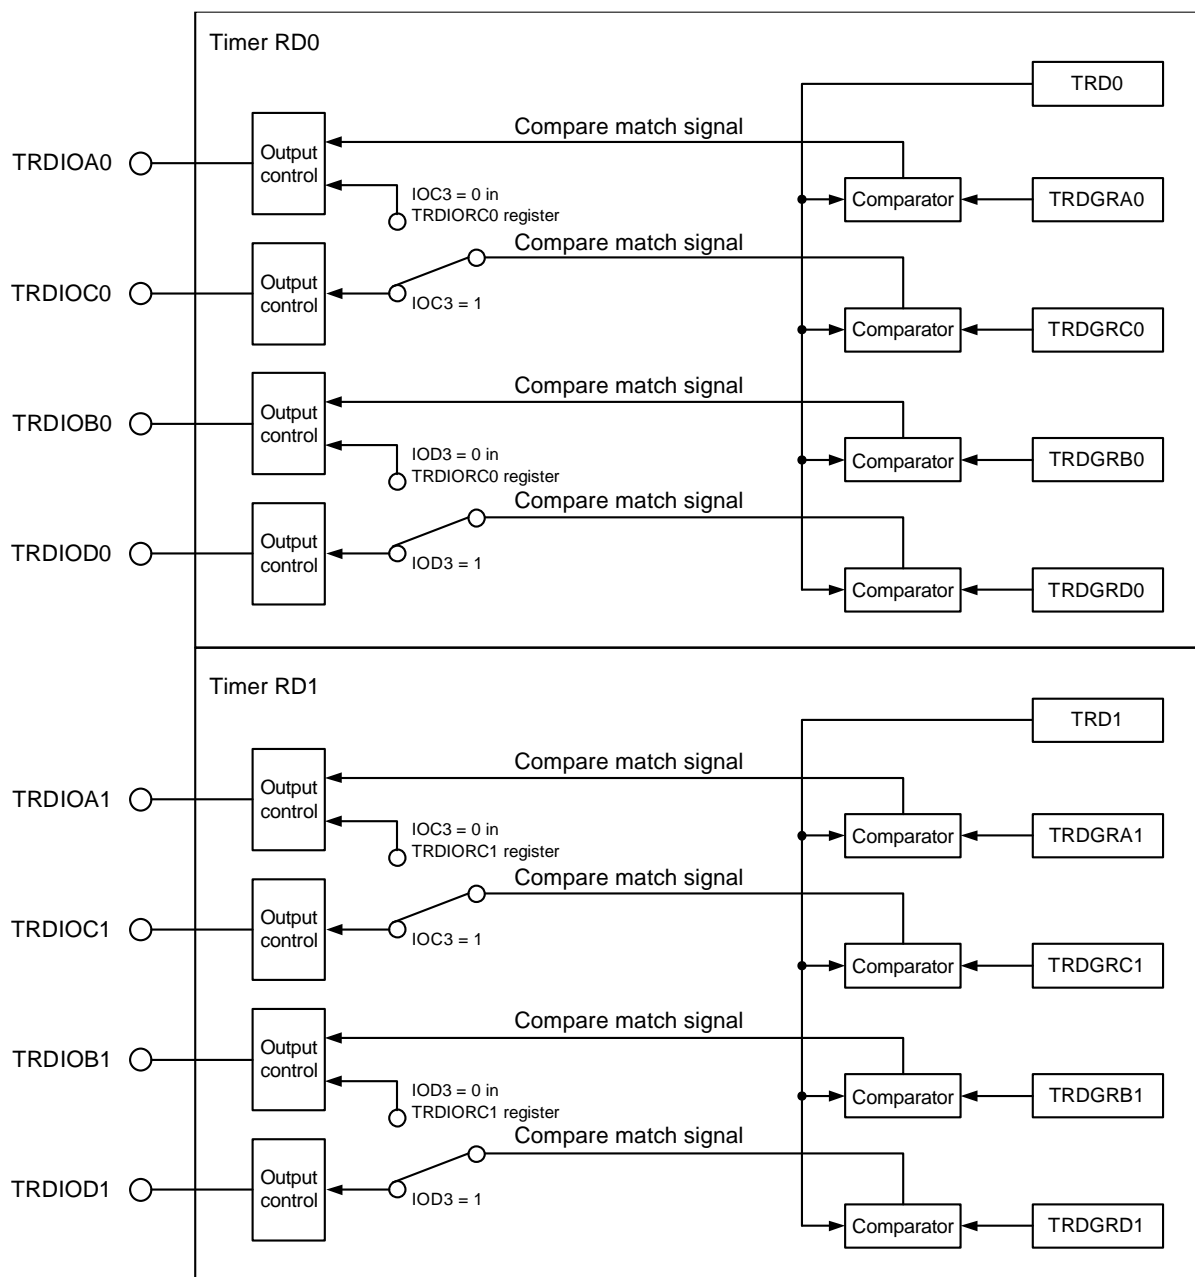 Timer RD0
TRD0
Compare match signal
TRDIOA0
Output
control
IOC3 = 0 in
TRDIORC0 register
Comparator
TRDGRA0
Compare match signal
TRDIOC0
Output
control
IOC3 = 1
Comparator
TRDGRC0
Compare match signal
TRDIOB0
Output
control
IOD3 = 0 in
TRDIORC0 register
Comparator
TRDGRB0
Compare match signal
TRDIOD0
Output
control
IOD3 = 1
Comparator
TRDGRD0
Timer RD1
TRD1
Compare match signal
TRDIOA1
Output
control
IOC3 = 0 in
TRDIORC1 register
Comparator
TRDGRA1
Compare match signal
TRDIOC1
Output
control
IOC3 = 1
Comparator
TRDGRC1
Compare match signal
TRDIOB1
Output
control
IOD3 = 0 in
TRDIORC1 register
Comparator
TRDGRB1
Compare match signal
TRDIOD1
Output
control
IOD3 = 1
Comparator
TRDGRD1